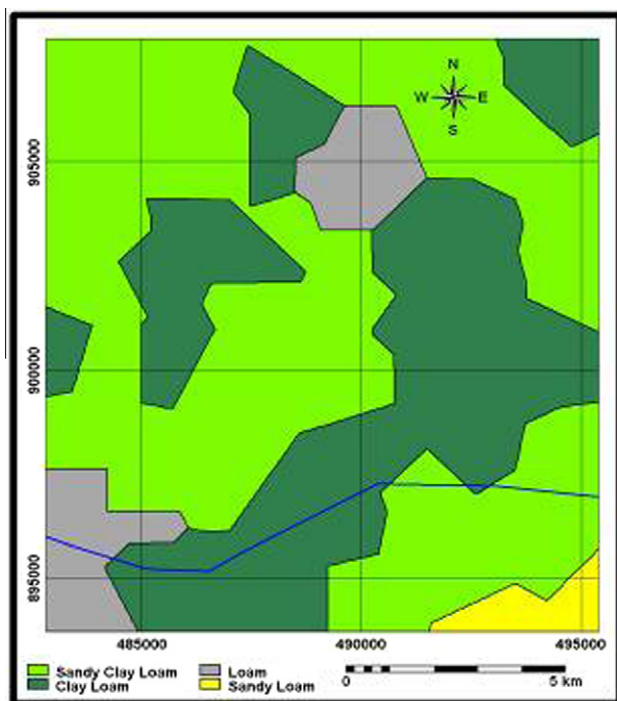 N
W E
S
905000
900000
895000
485000 490000 495000
Sandy Clay Loam Loam
Clay Loam Sandy Loam
0 5 km